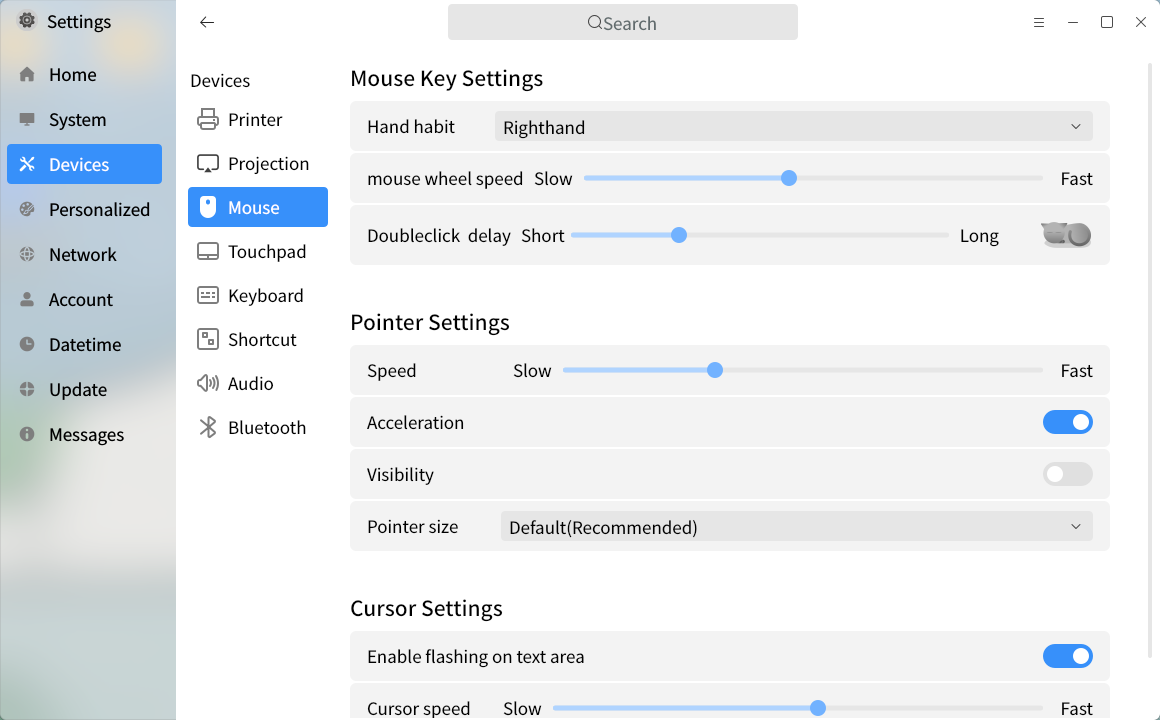 Settings
Search
Home
System
Devices
Personalized
Network
Account
Datetime
Update
Messages
Devices
Printer
Projection
Mouse
Touchpad
Keyboard
Shortcut
Audio
Bluetooth
Mouse Key Settings
Hand habit Righthand
mouse wheel speed Slow Fast
Doubleclick delay Short Long
Pointer Settings
Speed Slow Fast
Acceleration
Visibility
Pointer size Default(Recommended)
Cursor Settings
Enable flashing on text area
Cursor speed Slow Fast